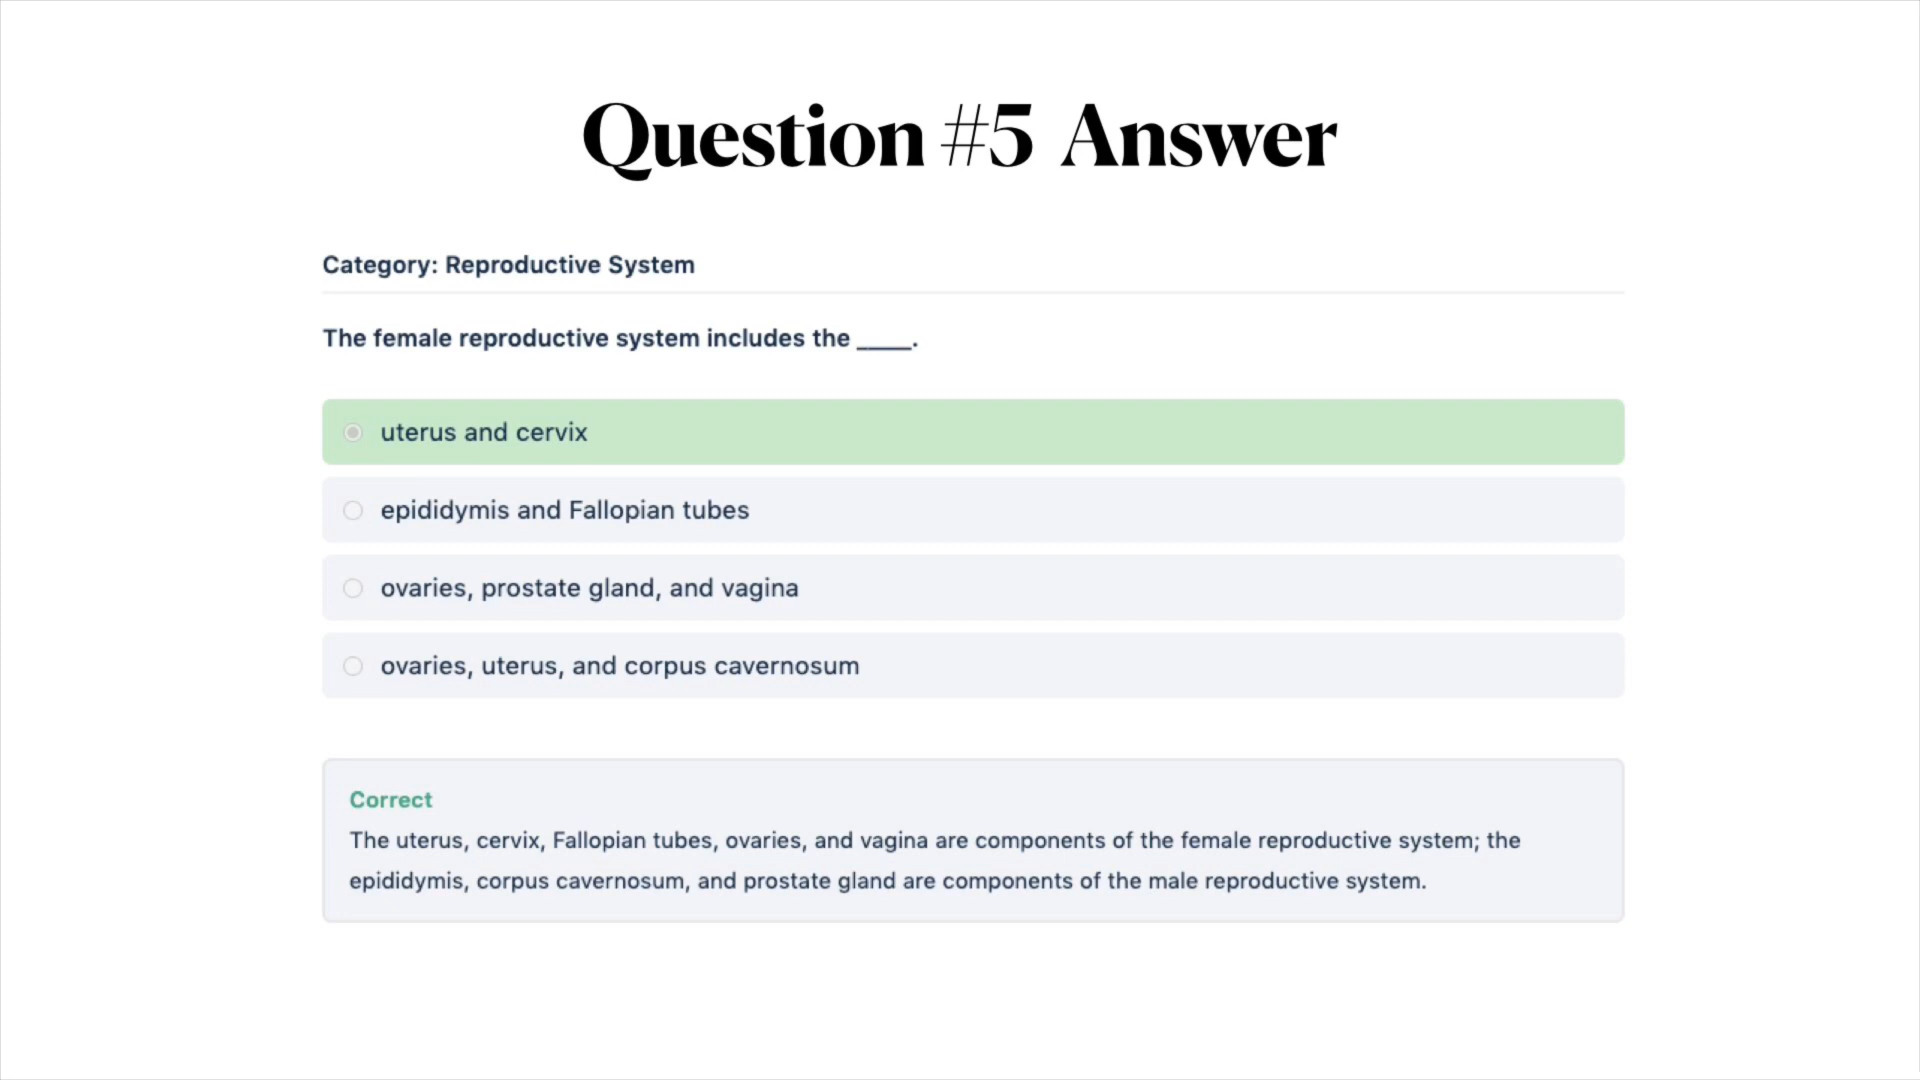 Question #5 Answer
Category: Reproductive System
The female reproductive system includes the _____.
uterus and cervix
epididymis and Fallopian tubes
ovaries, prostate gland, and vagina
ovaries, uterus, and corpus cavernosum
Correct
The uterus, cervix, Fallopian tubes, ovaries, and vagina are components of the female reproductive system; the
epididymis, corpus cavernosum, and prostate gland are components of the male reproductive system.